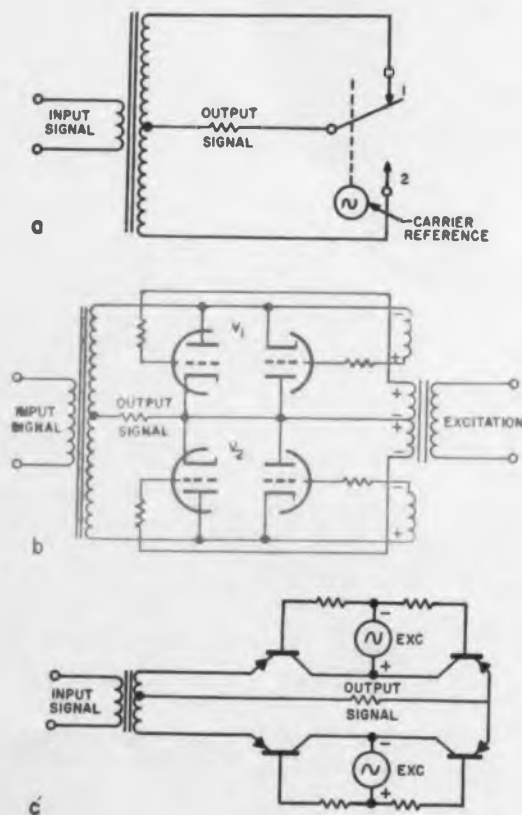 INPUT
SIGNAL
OUTPUT
SIGNAL
1
2
CARRIER
REFERENCE
a
V1
INPUT
SIGNAL
OUTPUT
SIGNAL
V2
EXCITATION
b
EXC
INPUT
SIGNAL
OUTPUT
SIGNAL
EXC
c